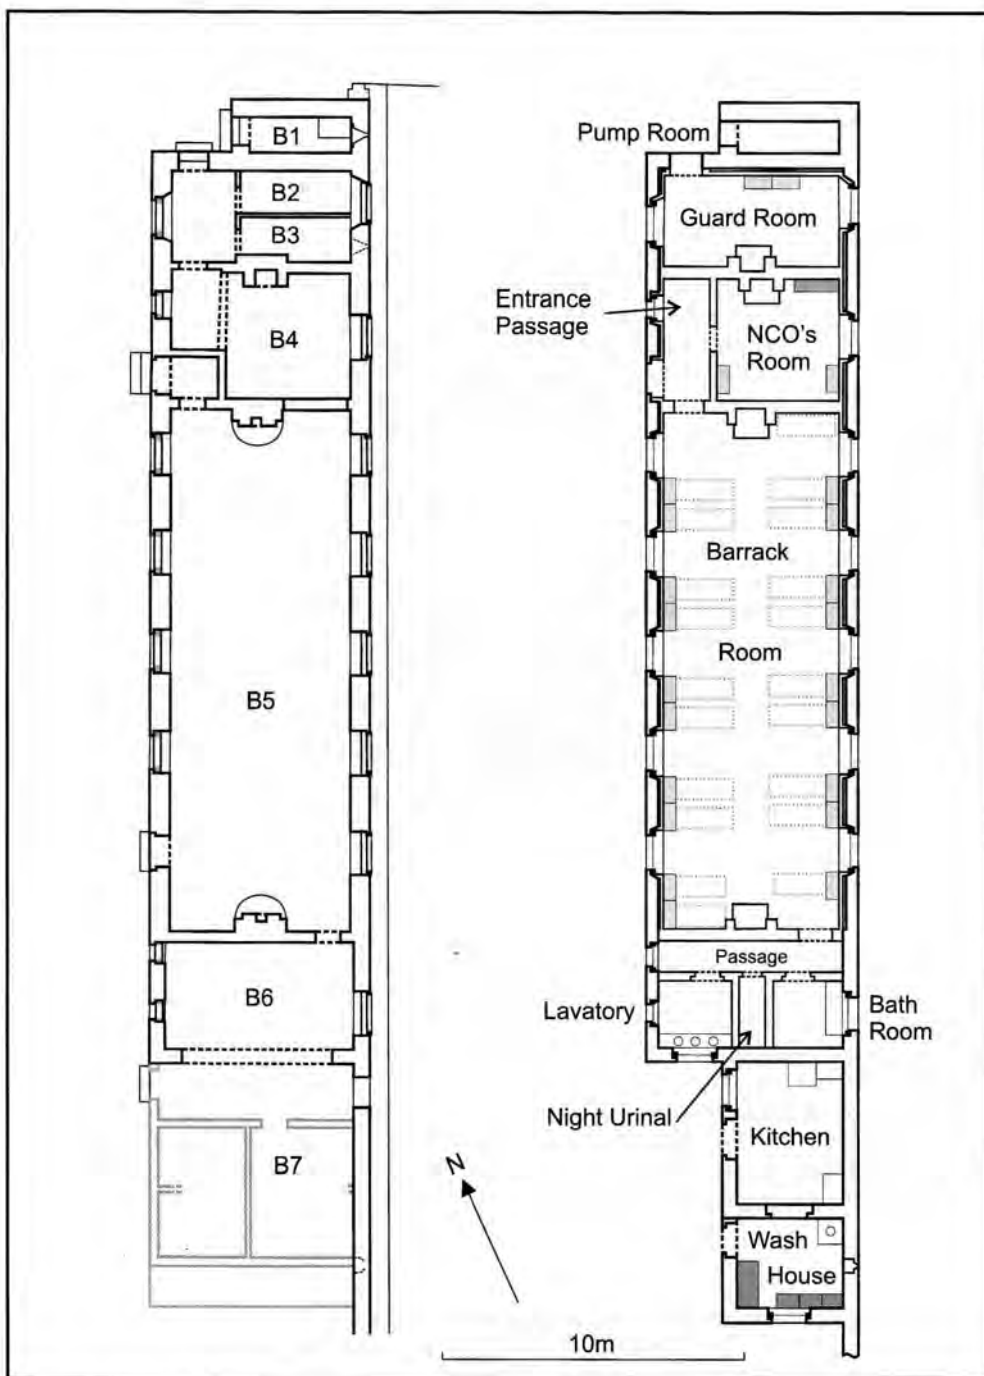 B1
B2
B3
B4
B5
B6
B7
Pump Room
Guard Room
Entrance
Passage
NCO's
Room
Barrack
Room
Passage
Lavatory
Bath
Room
Night Urinal
Kitchen
Wash
House
N
10m